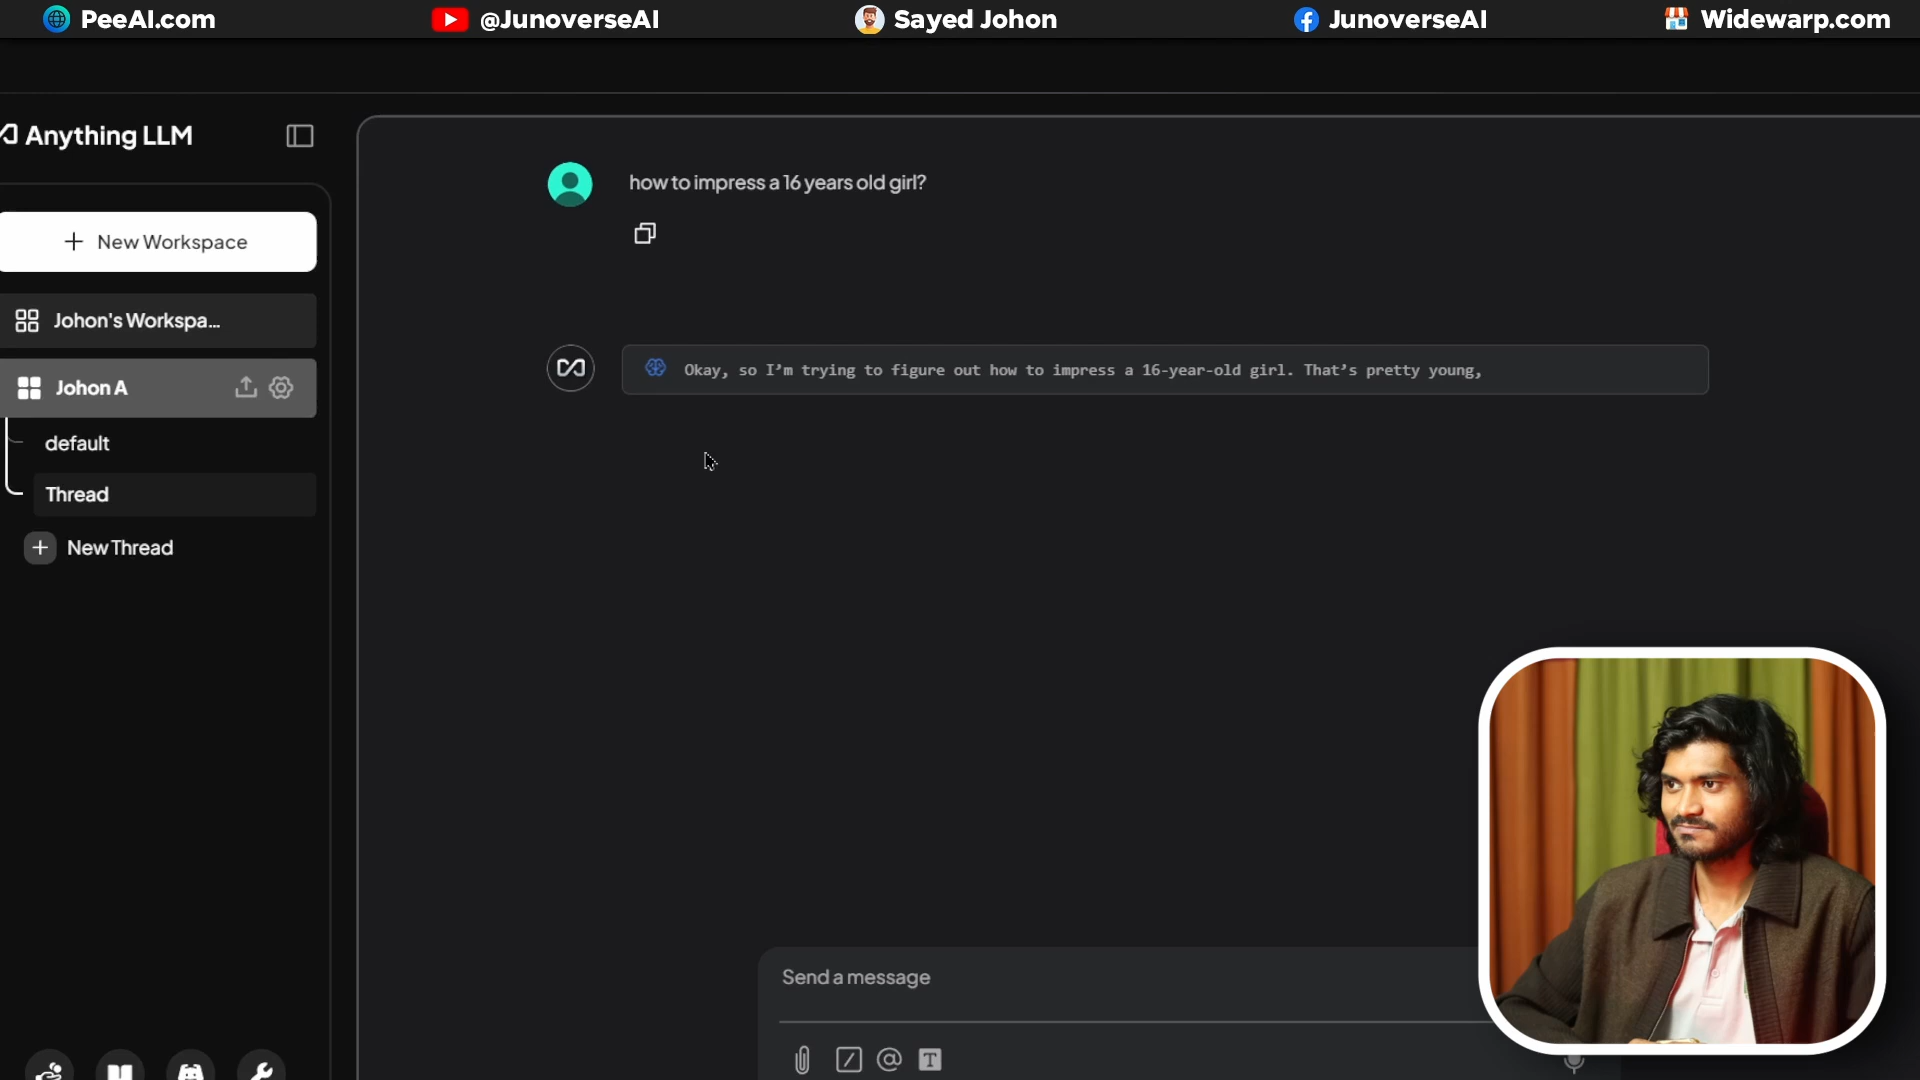 PeeAI.com
@JunoverseAI
Sayed Johon
JunoverseAI
Widewarp.com
Anything LLM
New Workspace
Johon's Workspa...
Johon A
default
Thread
New Thread
how to impress a 16 years old girl?
Okay, so I'm trying to figure out how to impress a 16-year-old girl. That's pretty young,
Send a message